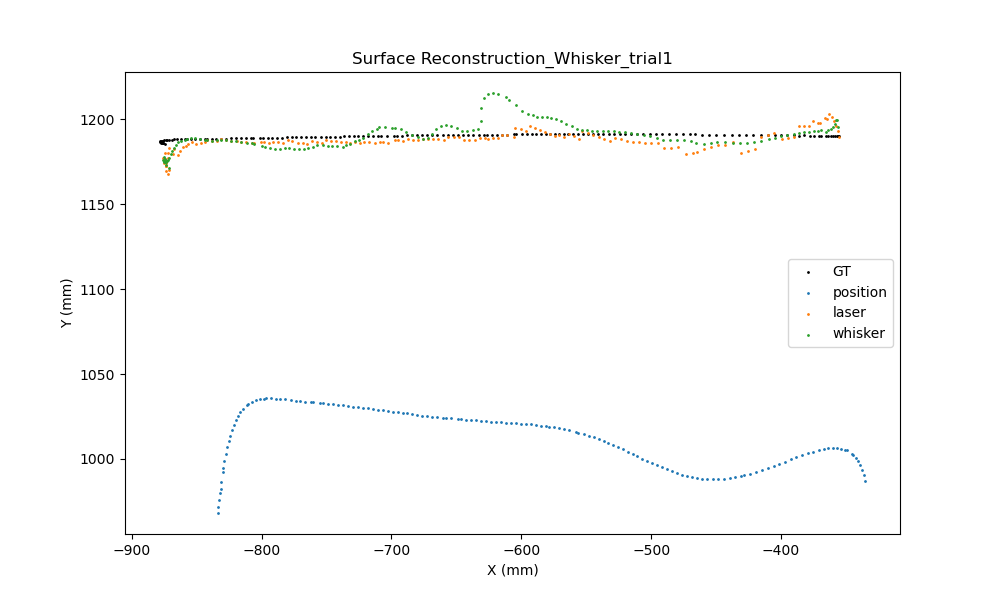 Surface Reconstruction_Whisker_trial1
1200
1150
1100
1050
1000
Y (mm)
GT
position
laser
whisker
−900
−800
−700
−600
−500
−400
X (mm)